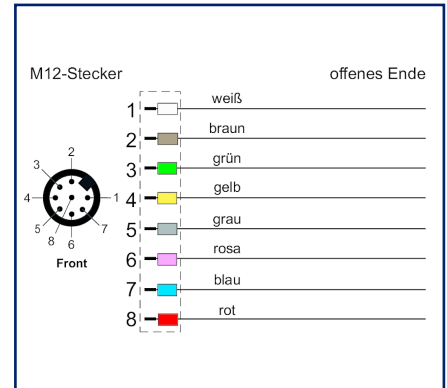 M12-Stecker offenes Ende
1 weiß
2 braun
3 grün
4 gelb
5 grau
6 rosa
7 blau
8 rot
2
3
4 1
5 7
8 6
Front